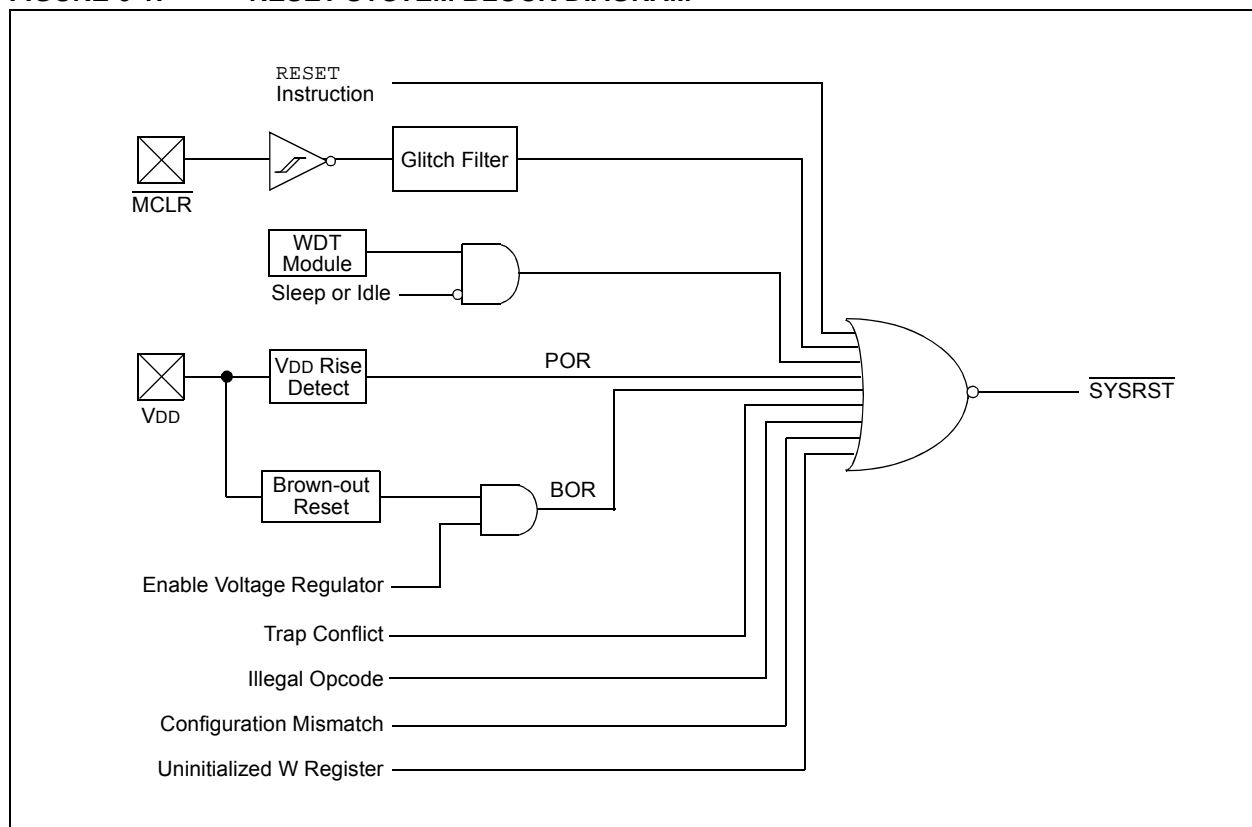 RESET
Instruction
Glitch Filter
MCLR
WDT
Module
Sleep or Idle
VDD Rise
Detect
POR
VDD
SYSRST
Brown-out
Reset
BOR
Enable Voltage Regulator
Trap Conflict
Illegal Opcode
Configuration Mismatch
Uninitialized W Register